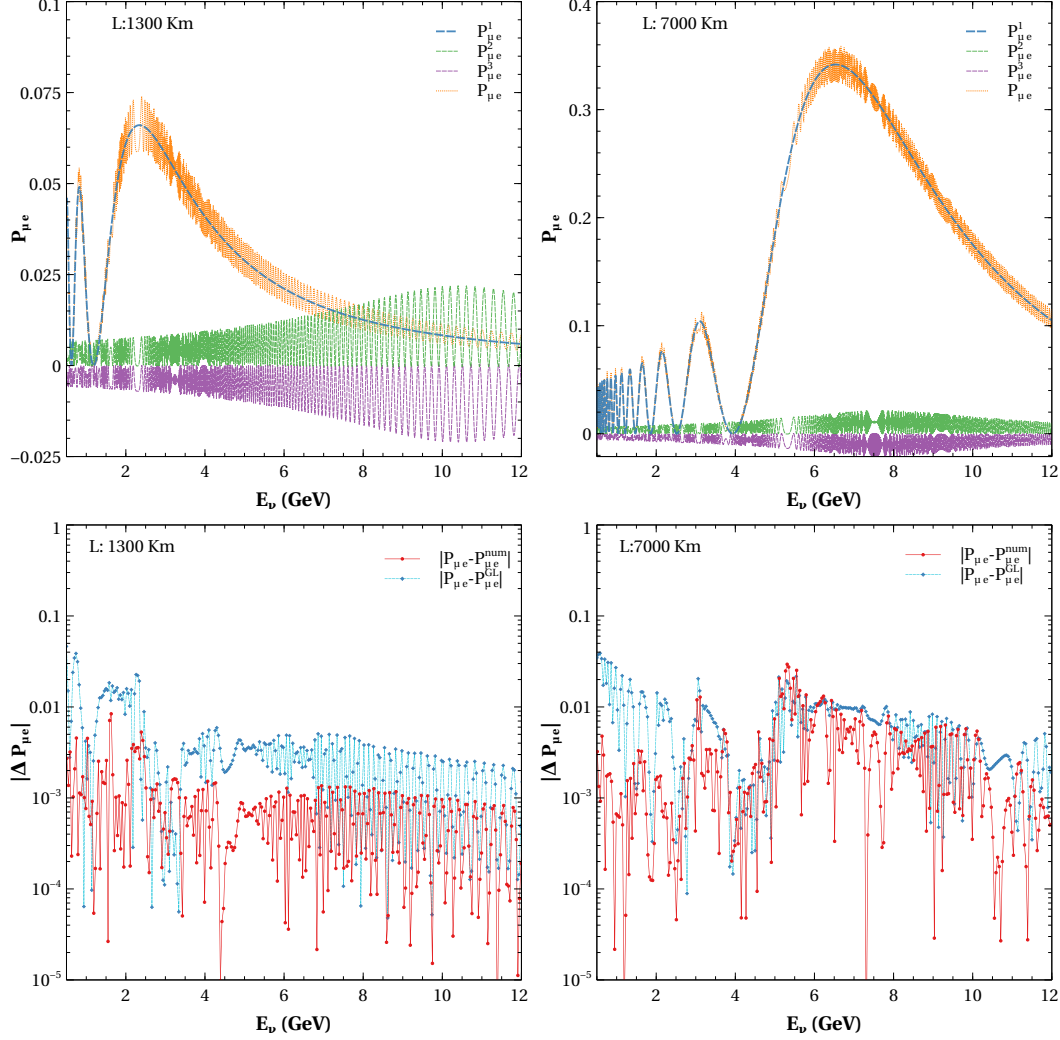 L:1300 Km
P¹μe
P²μe
P³μe
Pμe
0.1
0.075
0.05
0.025
0
−0.025
Pμe
2 4 6 8 10 12
Eν (GeV)
L: 7000 Km
P¹μe
P²μe
P³μe
Pμe
0.4
0.3
0.2
0.1
0
Pμe
2 4 6 8 10 12
Eν (GeV)
L: 1300 Km
|Pμe-Pⁿᵘᵐμe|
|Pμe-Pᴳᴸμe|
1
0.1
0.01
10⁻³
10⁻⁴
10⁻⁵
|Δ Pμe|
2 4 6 8 10 12
Eν (GeV)
L:7000 Km
|Pμe-Pⁿᵘᵐμe|
|Pμe-Pᴳᴸμe|
1
0.1
0.01
10⁻³
10⁻⁴
10⁻⁵
|Δ Pμe|
2 4 6 8 10 12
Eν (GeV)